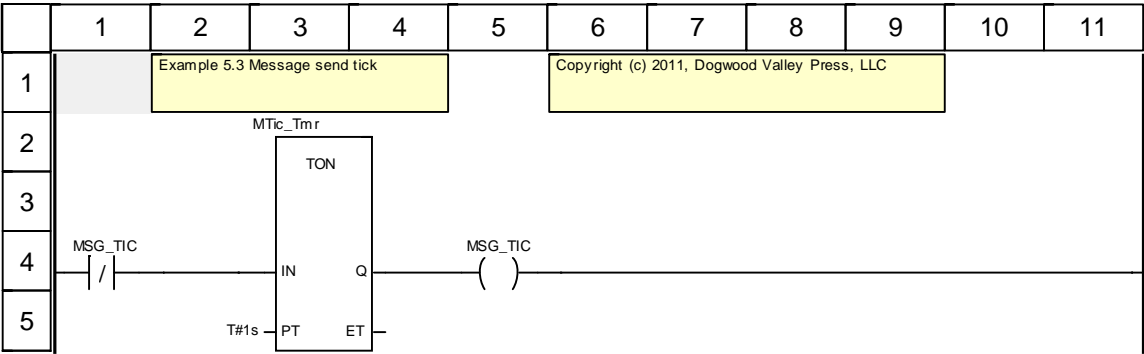 1 2 3 4 5 6 7 8 9 10 11
1
Example 5.3 Message send tick
Copyright (c) 2011, Dogwood Valley Press, LLC
2
MTic_Tmr
TON
3
MSG_TIC
MSG_TIC
4
/
IN Q
( )
5
T#1s PT ET